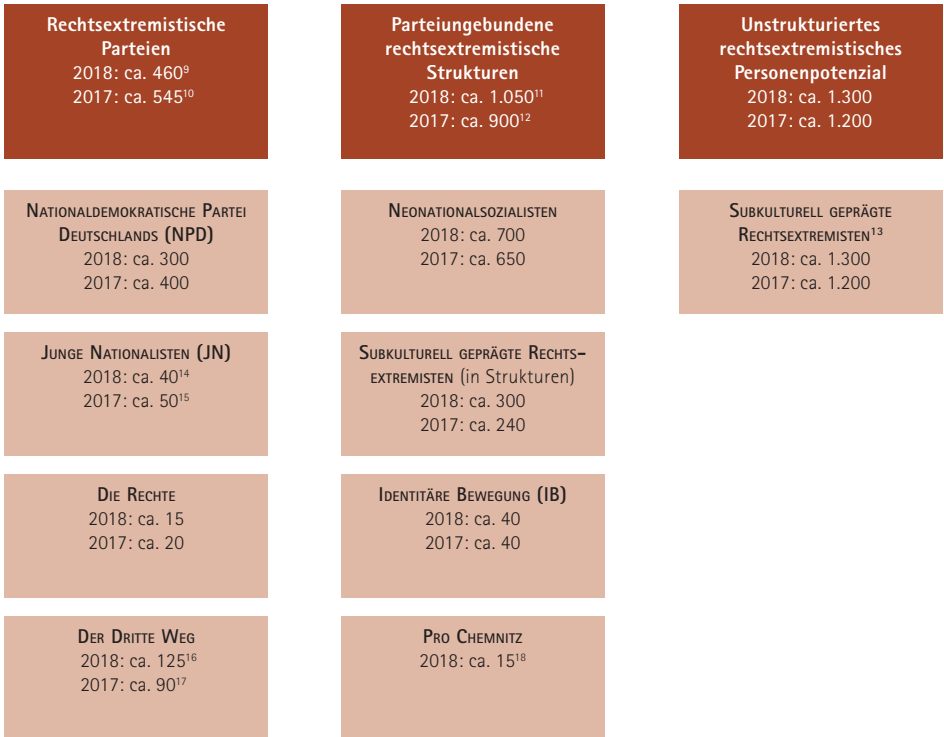 Rechtsextremistische
Parteien
2018: ca. 460⁹
2017: ca. 545¹⁰
Parteiungebundene
rechtsextremistische
Strukturen
2018: ca. 1.050¹¹
2017: ca. 900¹²
Unstrukturiertes
rechtsextremistisches
Personenpotenzial
2018: ca. 1.300
2017: ca. 1.200
Nationaldemokratische Partei
Deutschlands (NPD)
2018: ca. 300
2017: ca. 400
Neonationalsozialisten
2018: ca. 700
2017: ca. 650
Subkulturell geprägte
Rechtsextremisten¹³
2018: ca. 1.300
2017: ca. 1.200
Junge Nationalisten (JN)
2018: ca. 40¹⁴
2017: ca. 50¹⁵
Subkulturell geprägte Rechts-
extremisten (in Strukturen)
2018: ca. 300
2017: ca. 240
Die Rechte
2018: ca. 15
2017: ca. 20
Identitäre Bewegung (IB)
2018: ca. 40
2017: ca. 40
Der Dritte Weg
2018: ca. 125¹⁶
2017: ca. 90¹⁷
Pro Chemnitz
2018: ca. 15¹⁸